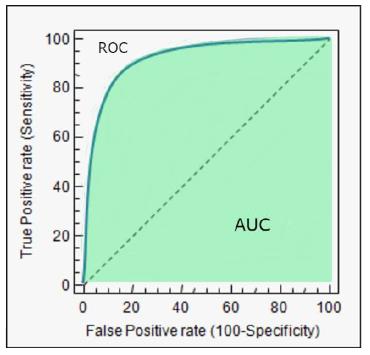 ROC
True Positive rate (Sensitivity)
100
80
60
40
20
0
AUC
0 20 40 60 80 100
False Positive rate (100-Specificity)